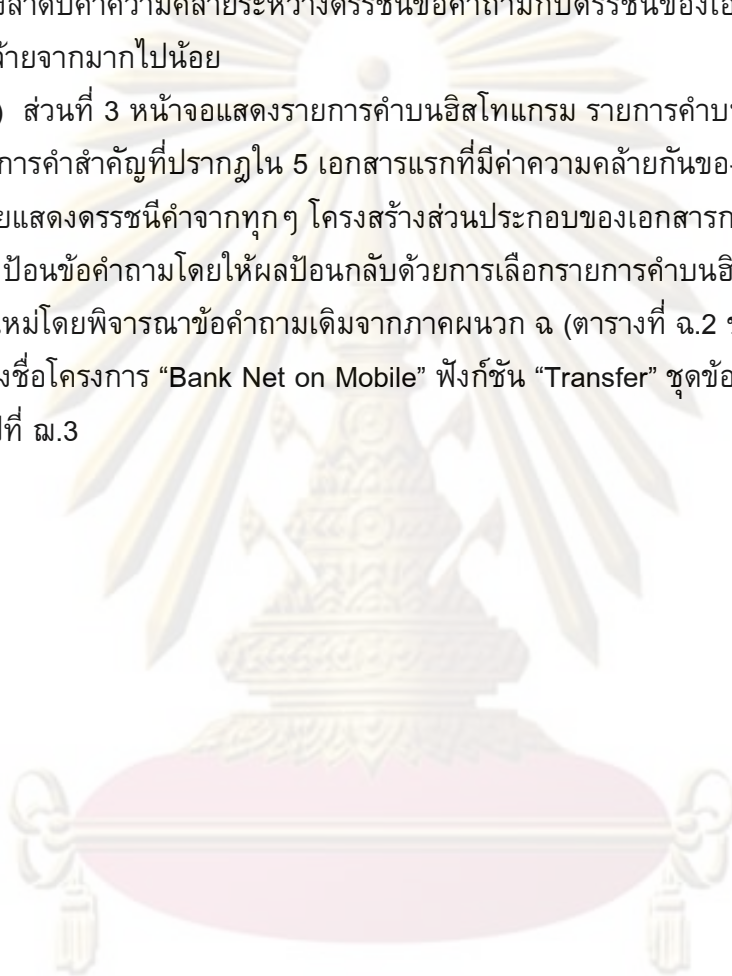 งลำดับค่าความคล้ายระหว่างดรรชนีข้อคำถามกับดรรชนีของเอ
ล้ายจากมากไปน้อย
) ส่วนที่ 3 หน้าจอแสดงรายการคำบนฮิสโทแกรม รายการคำบ
การคำสำคัญที่ปรากฏใน 5 เอกสารแรกที่มีค่าความคล้ายกันขอ
ยแสดงดรรชนีคำจากทุกๆ โครงสร้างส่วนประกอบของเอกสารก
ป้อนข้อคำถามโดยให้ผลป้อนกลับด้วยการเลือกรายการคำบนฮิ
หม่โดยพิจารณาข้อคำถามเดิมจากภาคผนวก ฉ (ตารางที่ ฉ.2
งชื่อโครงการ “Bank Net on Mobile” ฟังก์ชัน “Transfer” ชุดข้อ
ที่ ฌ.3